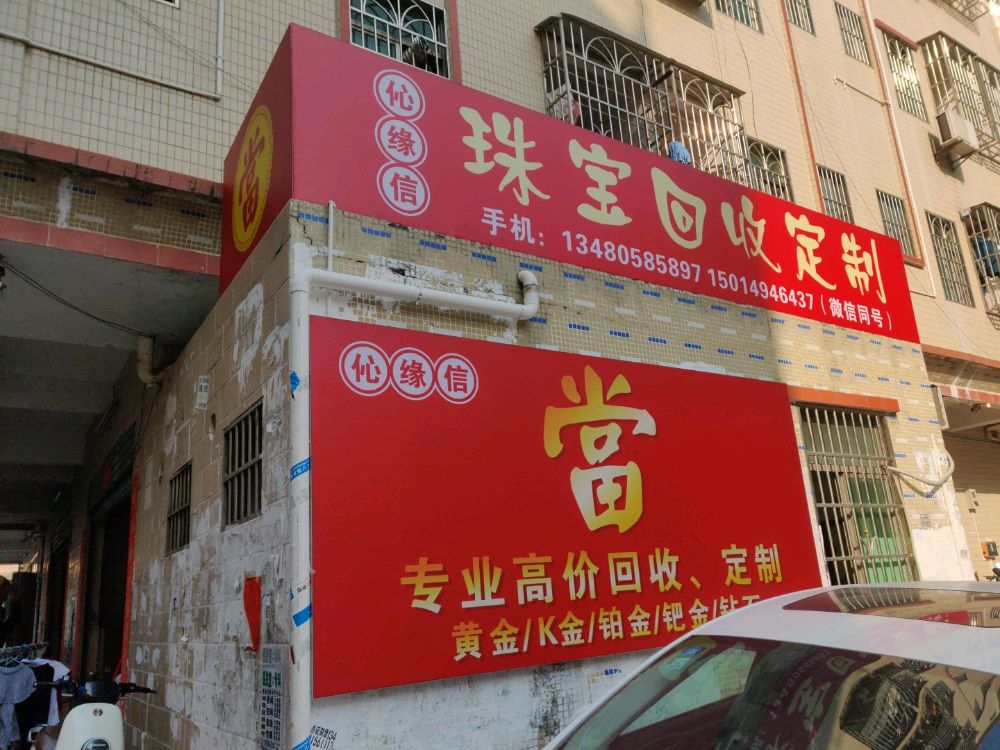 當
伈缘信
珠宝回收定制
手机：13480585897 15014946437（微信同号）
伈缘信
當
专业高价回收、定制
黄金/K金/铂金/钯金/钻石